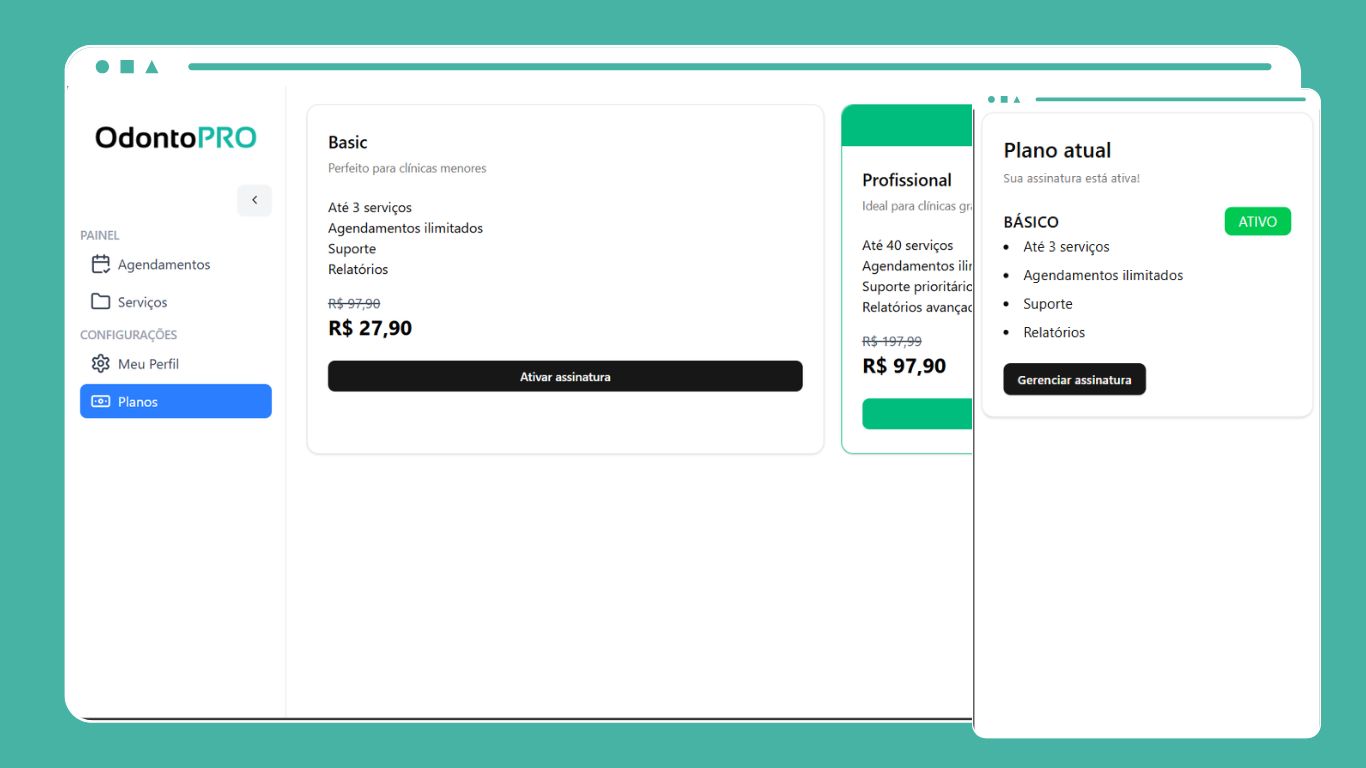 OdontoPRO
PAINEL
Agendamentos
Serviços
CONFIGURAÇÕES
Meu Perfil
Planos
Basic
Perfeito para clínicas menores
Até 3 serviços
Agendamentos ilimitados
Suporte
Relatórios
R$ 97,90
R$ 27,90
Ativar assinatura
Profissional
Ideal para clínicas
Até 40 serviços
Agendamentos
Suporte prioritário
Relatórios
R$ 197,99
R$ 97,90
Plano atual
Sua assinatura está ativa!
BÁSICO
ATIVO
Até 3 serviços
Agendamentos ilimitados
Suporte
Relatórios
Gerenciar assinatura